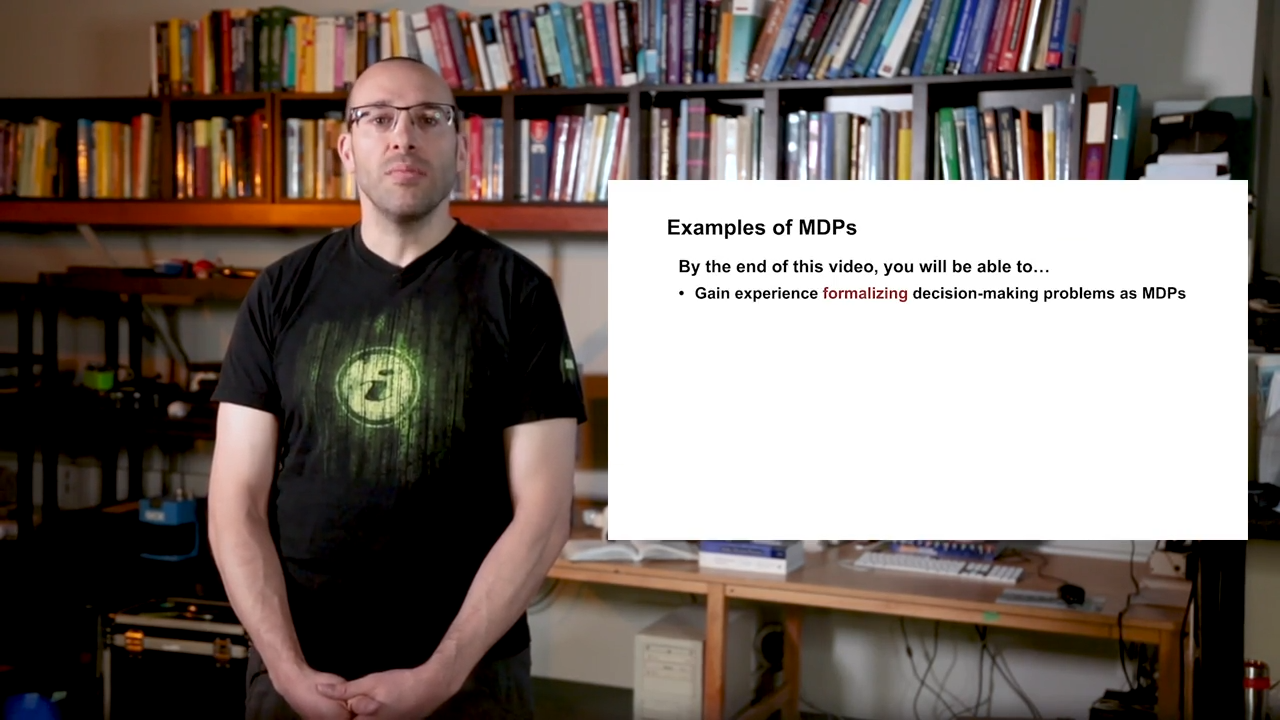 Examples of MDPs
By the end of this video, you will be able to…
• Gain experience formalizing decision-making problems as MDPs